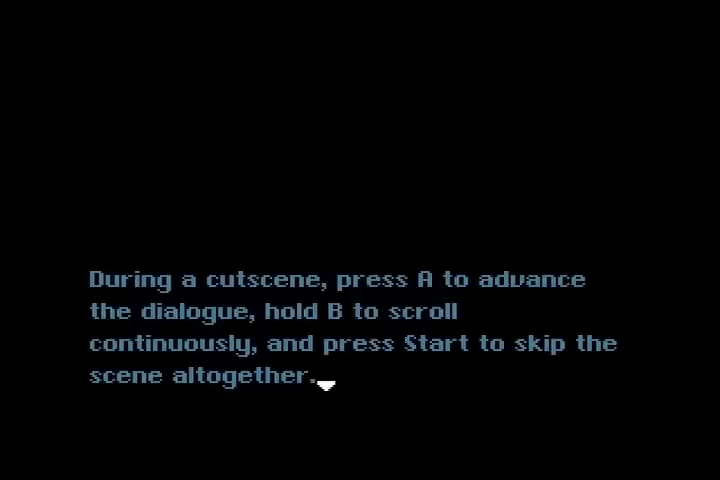 During a cutscene, press A to advance
the dialogue, hold B to scroll
continuously, and press Start to skip the
scene altogether.